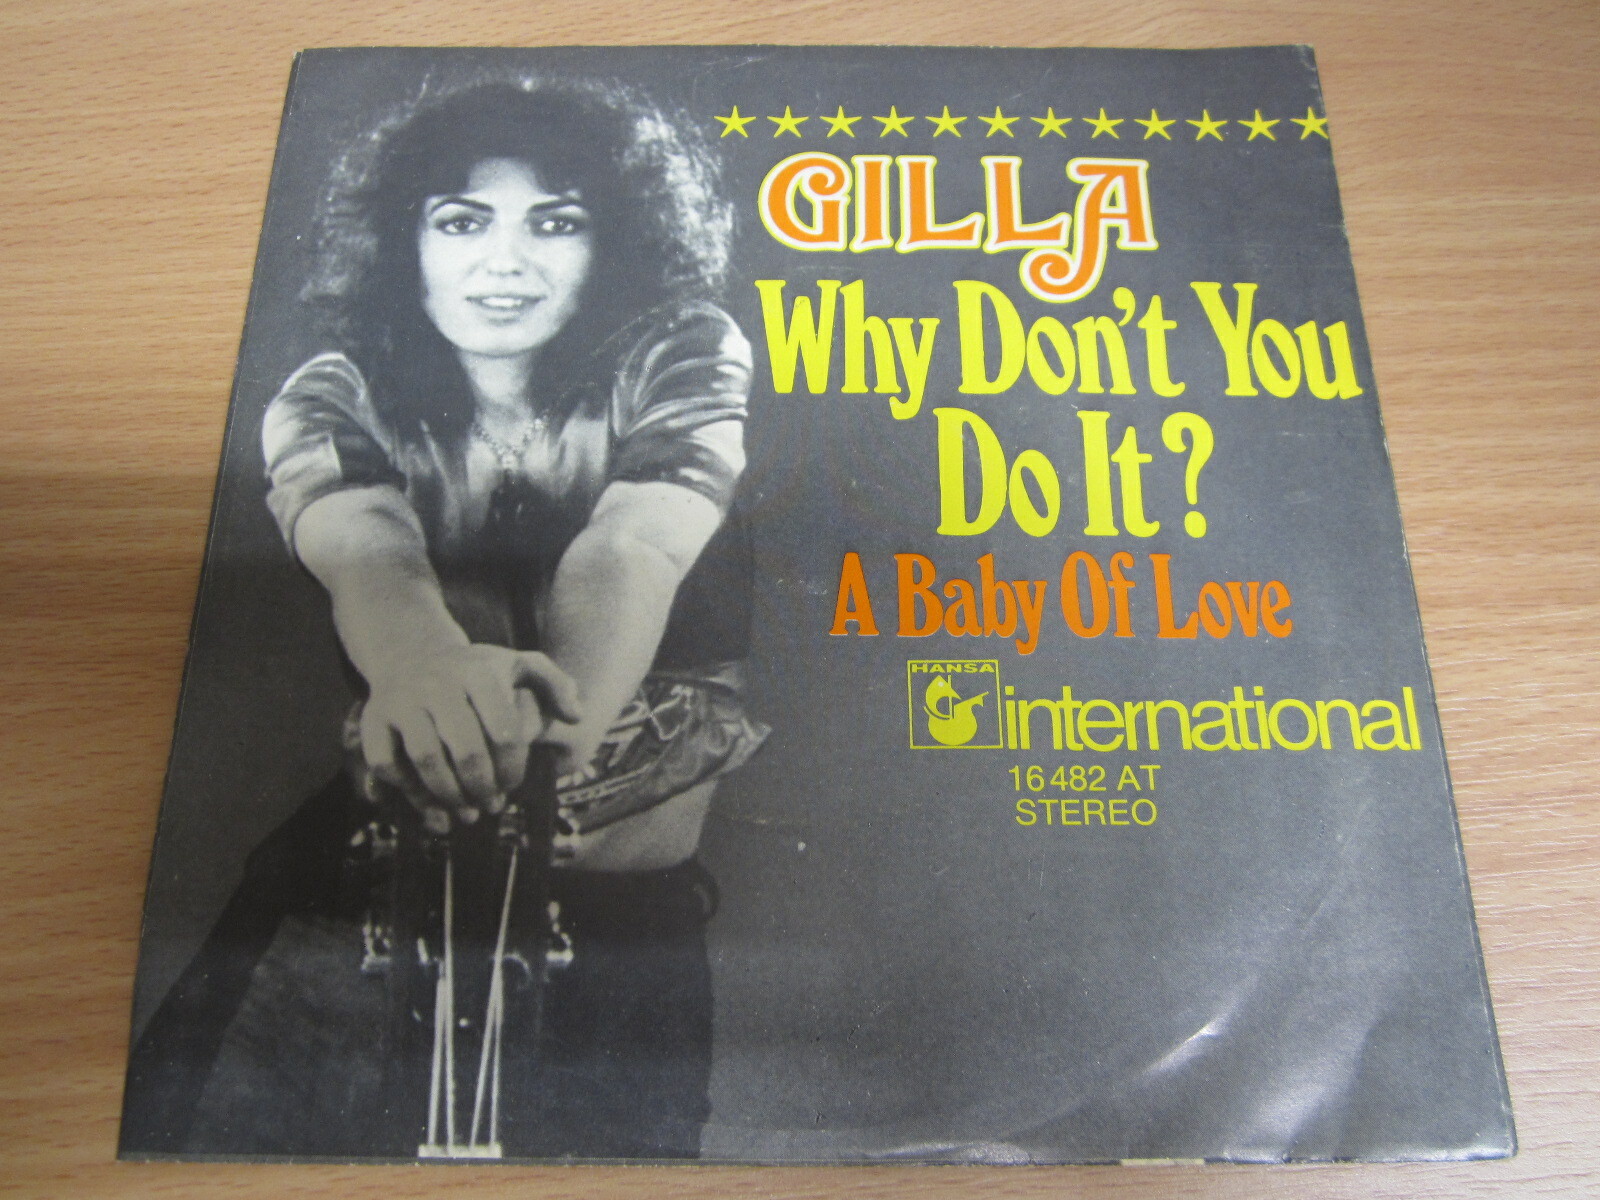 GILLA
Why Don't You
Do It?
A Baby Of Love
HANSA
international
16 482 AT
STEREO